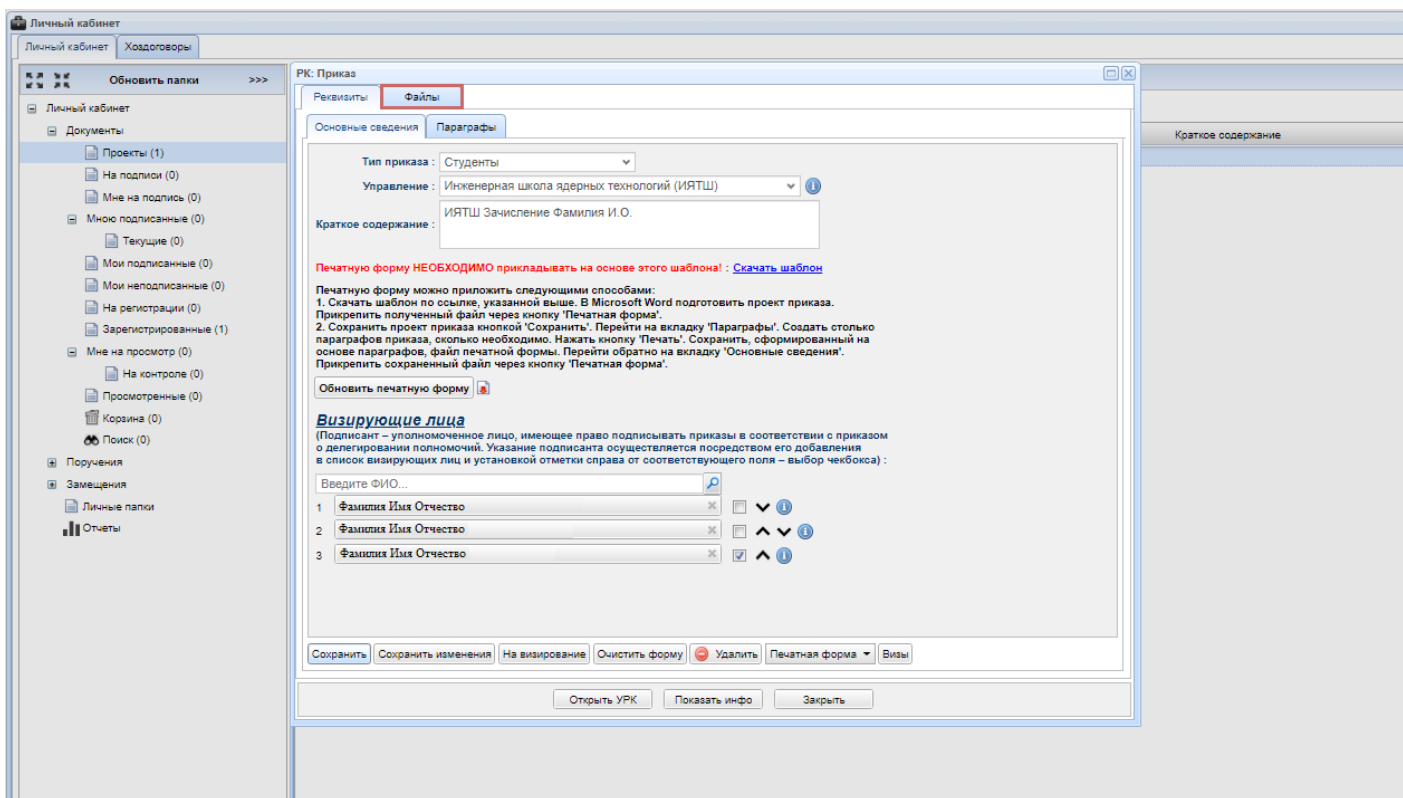 Личный кабинет
Личный кабинет
Хоздоговоры
Обновить папки >>>
Личный кабинет
Документы
Проекты (1)
На подписи (0)
Мне на подпись (0)
Мною подписанные (0)
Текущие (0)
Мои подписанные (0)
Мои неподписанные (0)
На регистрации (0)
Зарегистрированные (1)
Мне на просмотр (0)
На контроле (0)
Просмотренные (0)
Корзина (0)
Поиск (0)
Поручения
Замещения
Личные папки
Отчеты
РК: Приказ
Реквизиты
Файлы
Основные сведения
Параграфы
Тип приказа : Студенты
Управление : Инженерная школа ядерных технологий (ИЯТШ)
Краткое содержание : ИЯТШ Зачисление Фамилия И.О.
Печатную форму НЕОБХОДИМО прикладывать на основе этого шаблона! : Скачать шаблон
Печатную форму можно приложить следующими способами:
1. Скачать шаблон по ссылке, указанной выше. В Microsoft Word подготовить проект приказа.
Прикрепить полученный файл через кнопку 'Печатная форма'.
2. Сохранить проект приказа кнопкой 'Сохранить'. Перейти на вкладку 'Параграфы'. Создать столько
параграфов приказа, сколько необходимо. Нажать кнопку 'Печать'. Сохранить, сформированный на
основе параграфов, файл печатной формы. Перейти обратно на вкладку 'Основные сведения'.
Прикрепить сохраненный файл через кнопку 'Печатная форма'.
Обновить печатную форму
Визирующие лица
(Подписант – уполномоченное лицо, имеющее право подписывать приказы в соответствии с приказом
о делегировании полномочий. Указание подписанта осуществляется посредством его добавления
в список визирующих лиц и установкой отметки справа от соответствующего поля – выбор чекбокса) :
Введите ФИО...
1 Фамилия Имя Отчество
2 Фамилия Имя Отчество
3 Фамилия Имя Отчество
Сохранить
Сохранить изменения
На визирование
Очистить форму
Удалить
Печатная форма
Визы
Открыть УРК
Показать инфо
Закрыть
Краткое содержание